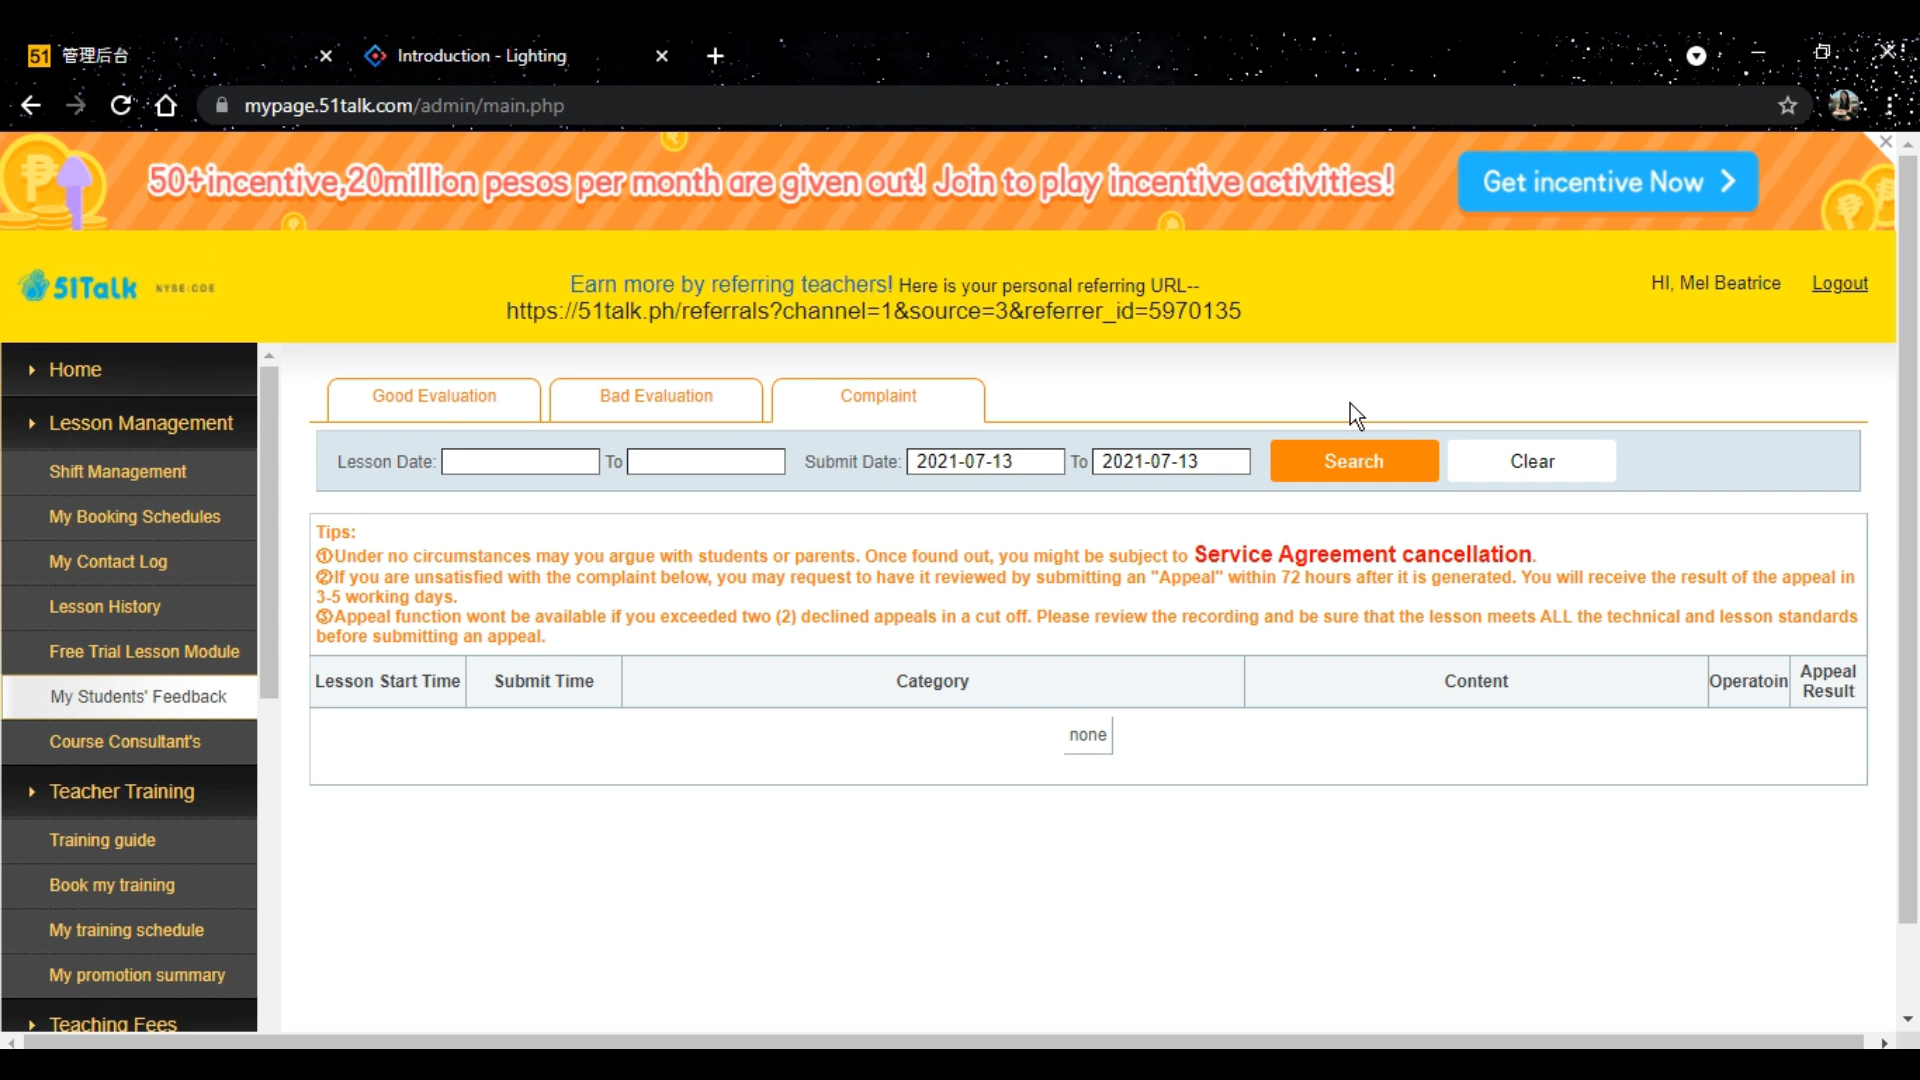 51 管理后台
Introduction - Lighting
mypage.51talk.com/admin/main.php
50+incentive,20million pesos per month are given out! Join to play incentive activities!
Get incentive Now
51Talk NYSE:COE
Earn more by referring teachers! Here is your personal referring URL--
https://51talk.ph/referrals?channel=1&source=3&referrer_id=5970135
HI, Mel Beatrice Logout
Home
Lesson Management
Shift Management
My Booking Schedules
My Contact Log
Lesson History
Free Trial Lesson Module
My Students' Feedback
Course Consultant's
Teacher Training
Training guide
Book my training
My training schedule
My promotion summary
Teaching Fees
Good Evaluation Bad Evaluation Complaint
Lesson Date: To Submit Date: 2021-07-13 To 2021-07-13 Search Clear
Tips:
①Under no circumstances may you argue with students or parents. Once found out, you might be subject to Service Agreement cancellation.
②If you are unsatisfied with the complaint below, you may request to have it reviewed by submitting an "Appeal" within 72 hours after it is generated. You will receive the result of the appeal in
3-5 working days.
③Appeal function wont be available if you exceeded two (2) declined appeals in a cut off. Please review the recording and be sure that the lesson meets ALL the technical and lesson standards
before submitting an appeal.
Lesson Start Time Submit Time Category Content Operatoin Appeal Result
none